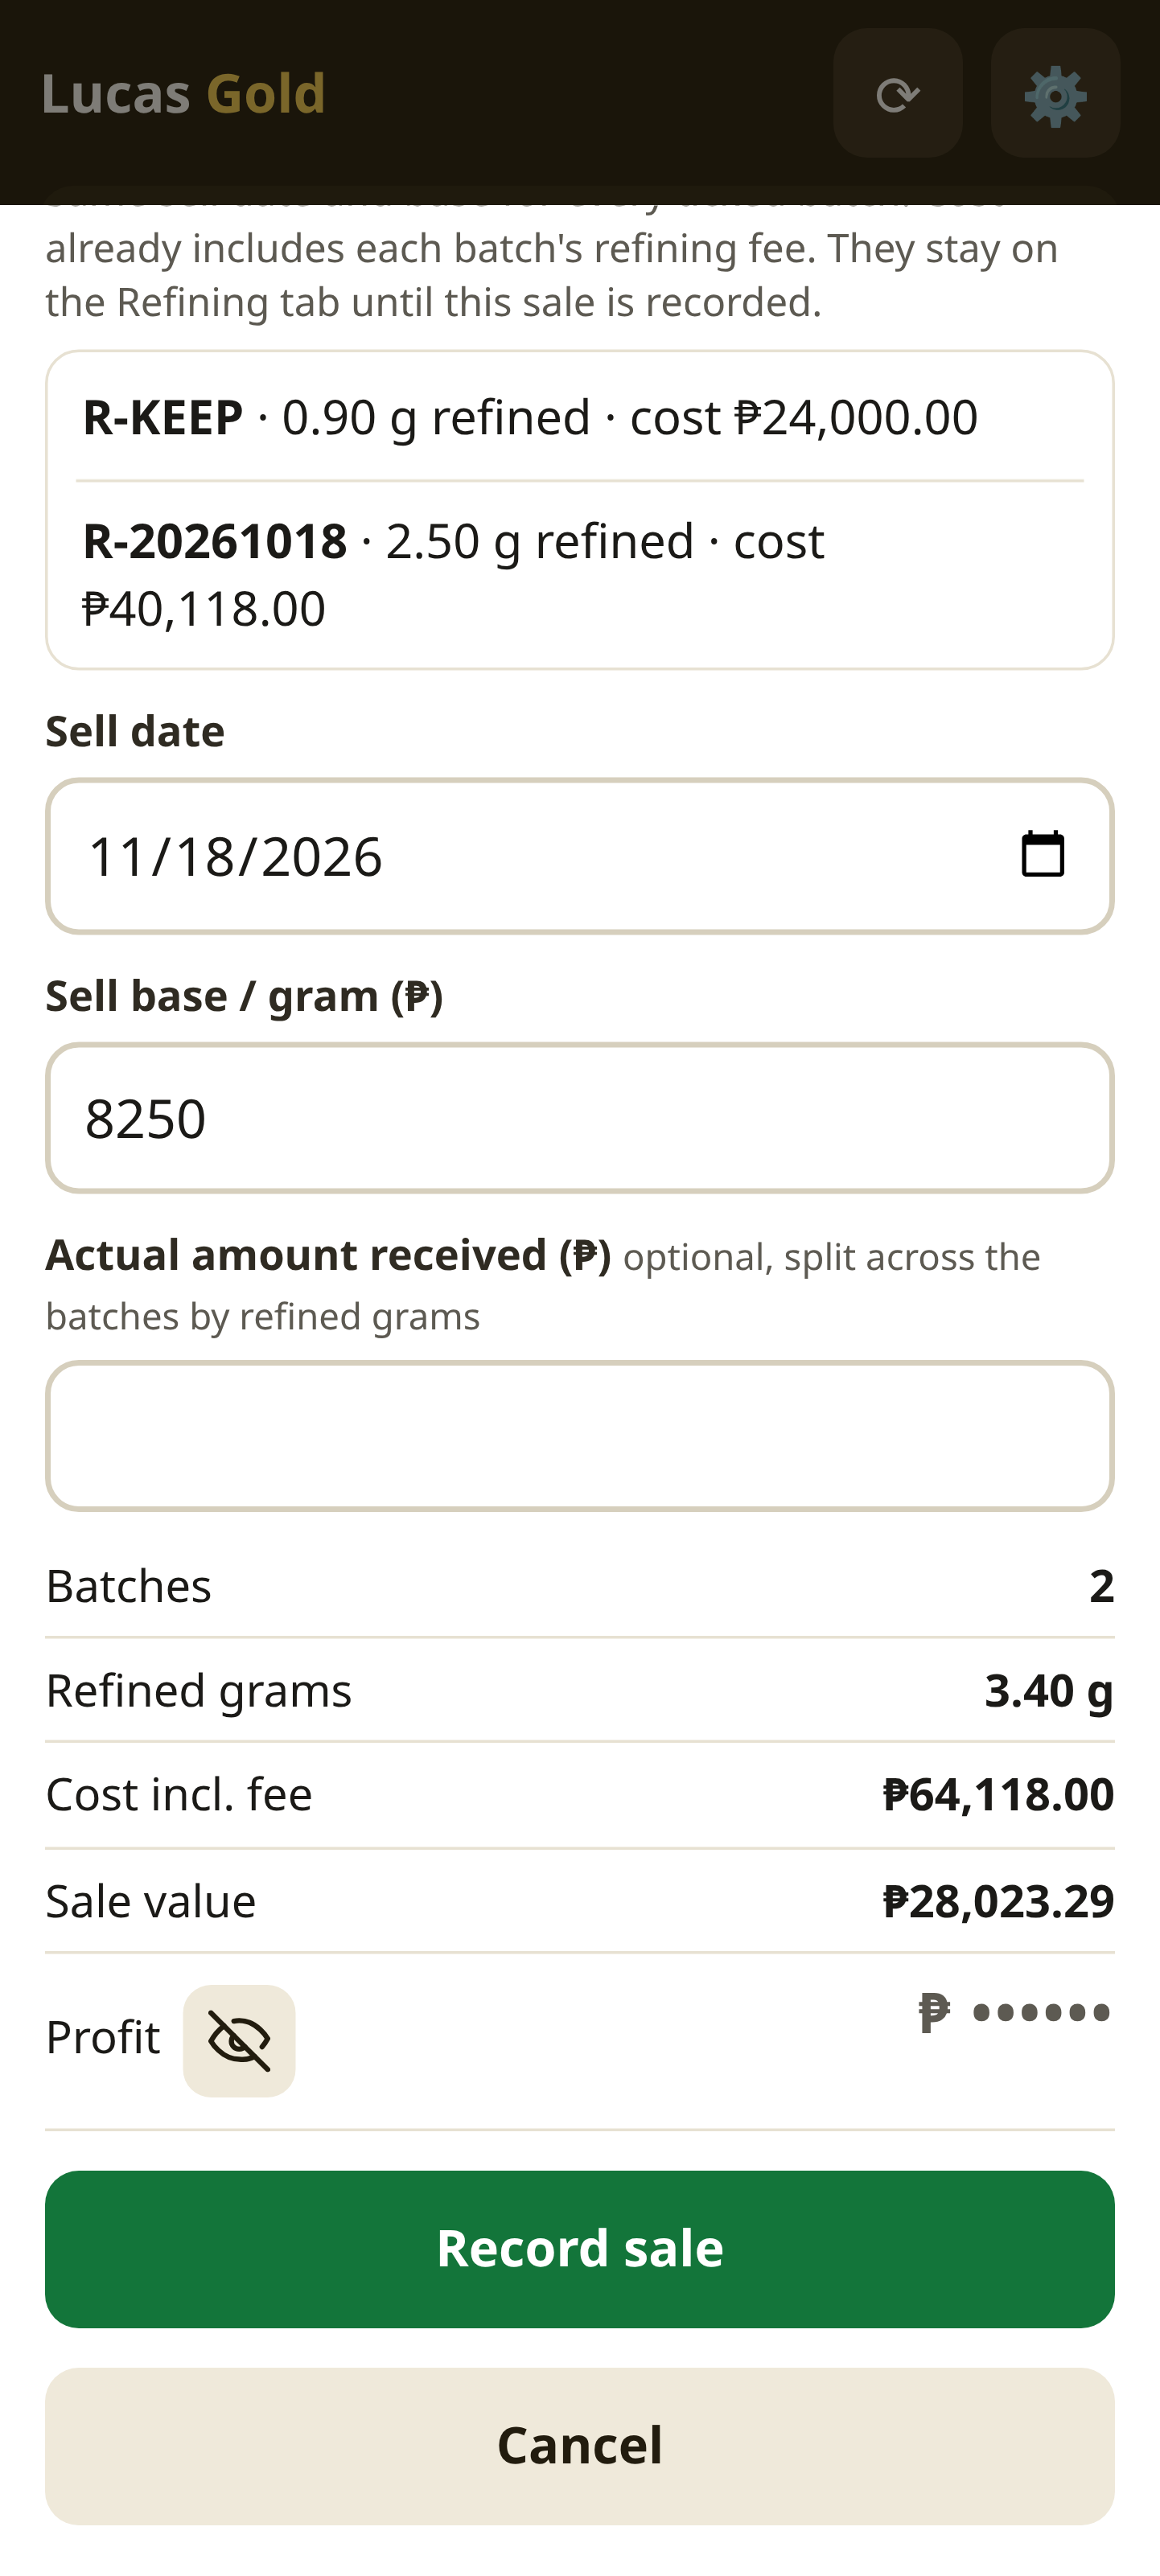 Lucas Gold
already includes each batch's refining fee. They stay on
the Refining tab until this sale is recorded.
R-KEEP · 0.90 g refined · cost ₱24,000.00
R-20261018 · 2.50 g refined · cost
₱40,118.00
Sell date
11/18/2026
Sell base / gram (₱)
8250
Actual amount received (₱) optional, split across the
batches by refined grams
Batches 2
Refined grams 3.40 g
Cost incl. fee ₱64,118.00
Sale value ₱28,023.29
Profit ₱ ••••••
Record sale
Cancel